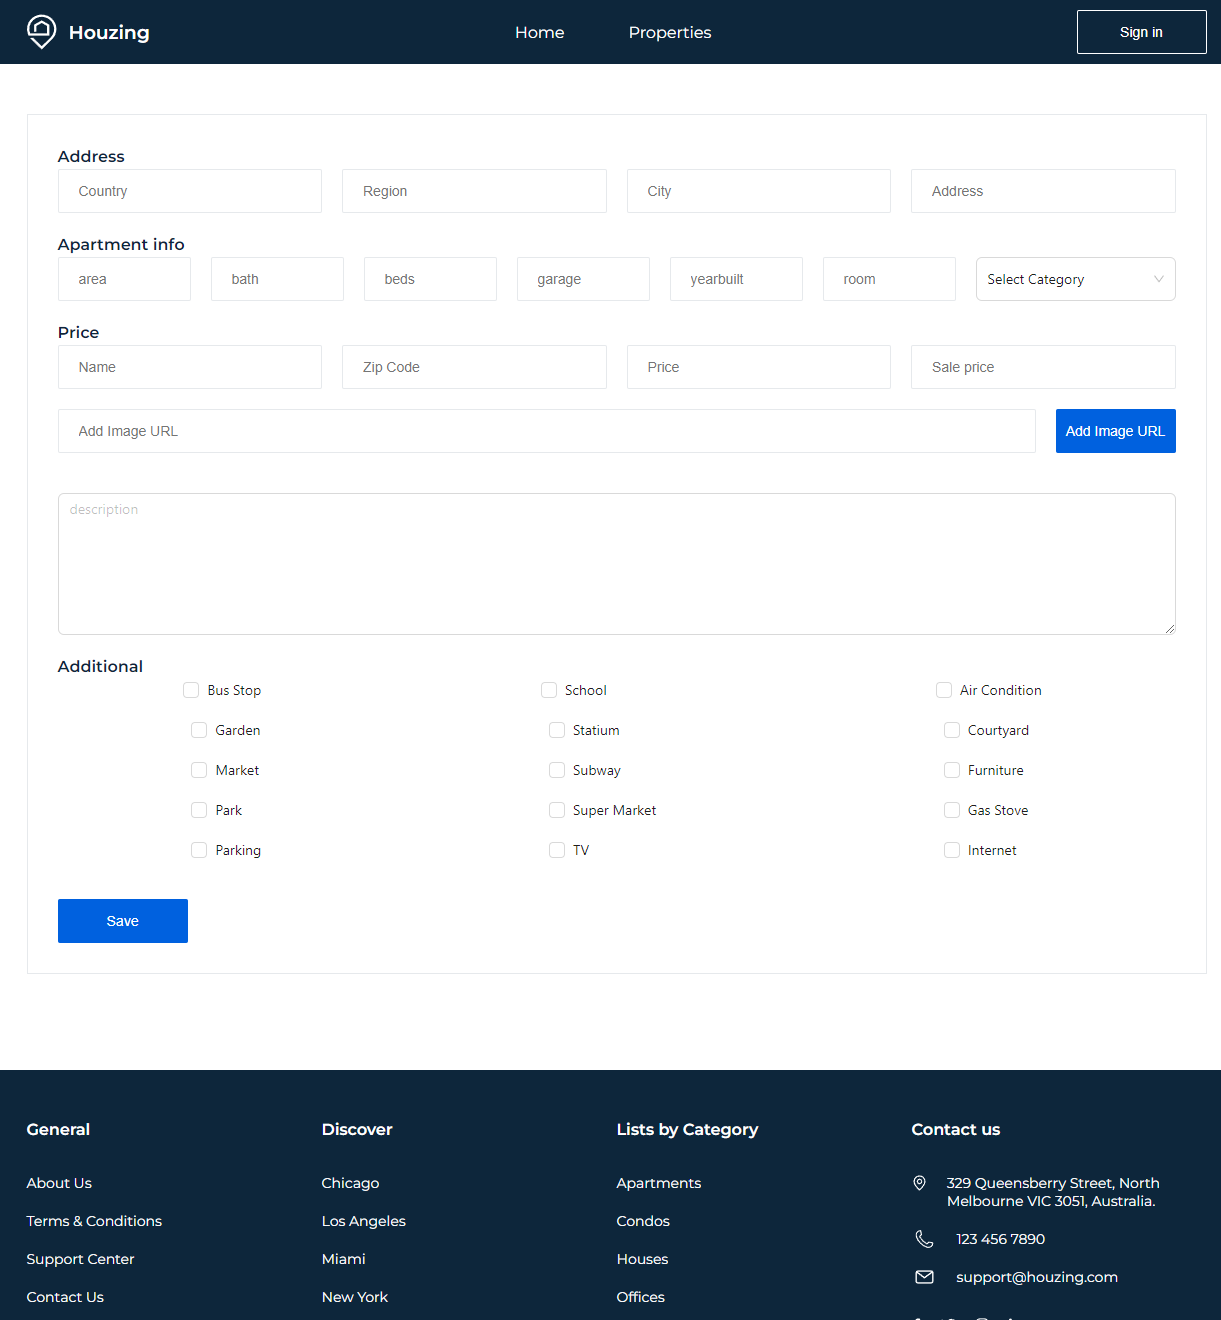 Houzing
Home
Properties
Sign in
Address
Country
Region
City
Address
Apartment info
area
bath
beds
garage
yearbuilt
room
Select Category
Price
Name
Zip Code
Price
Sale price
Add Image URL
Add Image URL
description
Additional
Bus Stop
School
Air Condition
Garden
Statium
Courtyard
Market
Subway
Furniture
Park
Super Market
Gas Stove
Parking
TV
Internet
Save
General
Discover
Lists by Category
Contact us
About Us
Chicago
Apartments
329 Queensberry Street, North
Melbourne VIC 3051, Australia.
Terms & Conditions
Los Angeles
Condos
123 456 7890
Support Center
Miami
Houses
support@houzing.com
Contact Us
New York
Offices